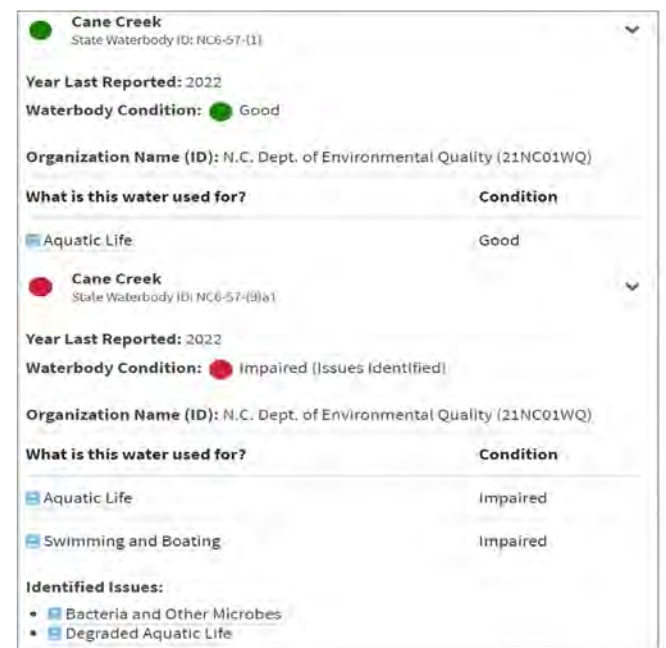 Cane Creek
State Waterbody ID: NC6-57-(1)
Year Last Reported: 2022
Waterbody Condition: Good
Organization Name (ID): N.C. Dept. of Environmental Quality (21NC01WQ)
What is this water used for? Condition
Aquatic Life Good
Cane Creek
State Waterbody ID: NC6-57-(9)a1
Year Last Reported: 2022
Waterbody Condition: Impaired (Issues Identified)
Organization Name (ID): N.C. Dept. of Environmental Quality (21NC01WQ)
What is this water used for? Condition
Aquatic Life Impaired
Swimming and Boating Impaired
Identified Issues:
• Bacteria and Other Microbes
• Degraded Aquatic Life